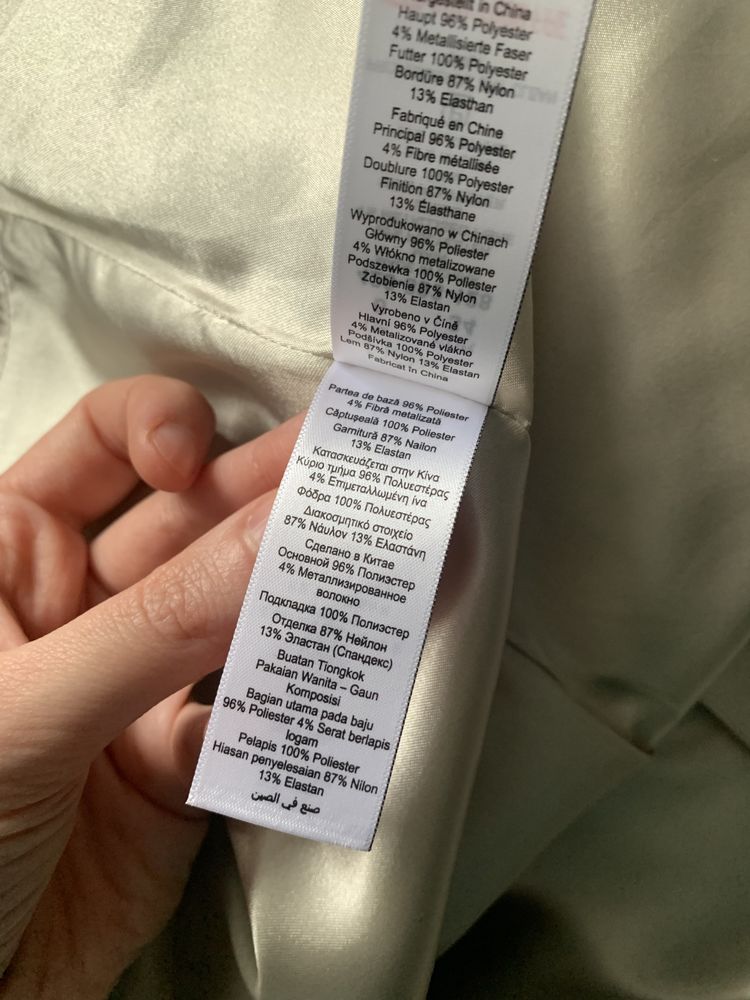 in China
Haupt 96% Polyester
4% Metallisierte Faser
Futter 100% Polyester
Bordüre 87% Nylon
13% Elasthan
Fabriqué en Chine
Principal 96% Polyester
4% Fibre métallisée
Doublure 100% Polyester
Finition 87% Nylon
13% Élasthane
Wyprodukowano w Chinach
Główny 96% Poliester
4% Włókno metalizowane
Podszewka 100% Poliester
Zdobienie 87% Nylon
13% Elastan
Vyrobeno v Číně
Hlavní 96% Polyester
4% Metalizované vlákno
Podšívka 100% Polyester
Lem 87% Nylon 13% Elastan
Fabricat în China
Partea de bază 96% Poliester
4% Fibră metalizată
Căptușeală 100% Poliester
Garnitură 87% Nailon
13% Elastan
Κατασκευάζεται στην Κίνα
Κύριο τμήμα 96% Πολυεστέρας
4% Επιμεταλλωμένη ίνα
Φόδρα 100% Πολυεστέρας
Διακοσμητικό στοιχείο
87% Νάυλον 13% Ελαστάνη
Сделано в Китае
Основной 96% Полиэстер
4% Металлизированное
волокно
Подкладка 100% Полиэстер
Отделка 87% Нейлон
13% Эластан (Спандекс)
Buatan Tiongkok
Pakaian Wanita – Gaun
Komposisi
Bagian utama pada baju
96% Poliester 4% Serat berlapis
logam
Pelapis 100% Poliester
Hiasan penyelesaian 87% Nilon
13% Elastan
صنع في الصين